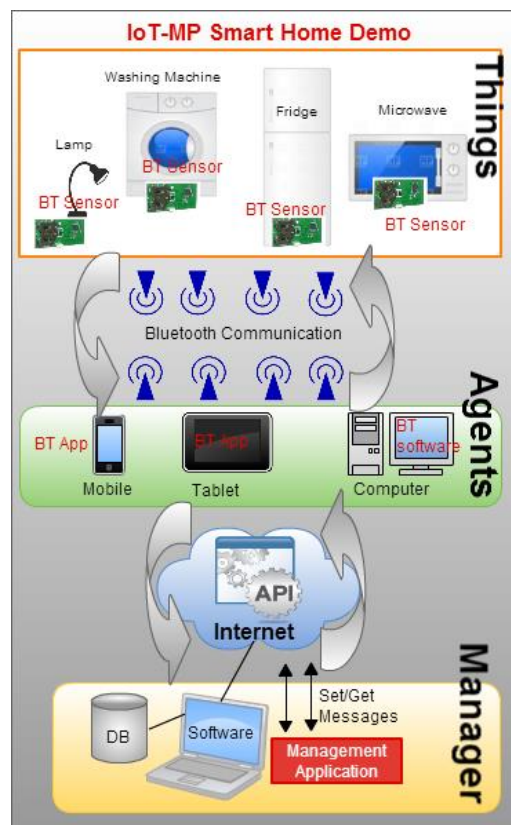 IoT-MP Smart Home Demo
Things
Washing Machine
Fridge
Microwave
Lamp
BT Sensor
BT Sensor
BT Sensor
BT Sensor
Bluetooth Communication
Agents
BT App
BT App
BT
software
Mobile
Tablet
Computer
API
Internet
Manager
Set/Get
Messages
DB
Software
Management
Application